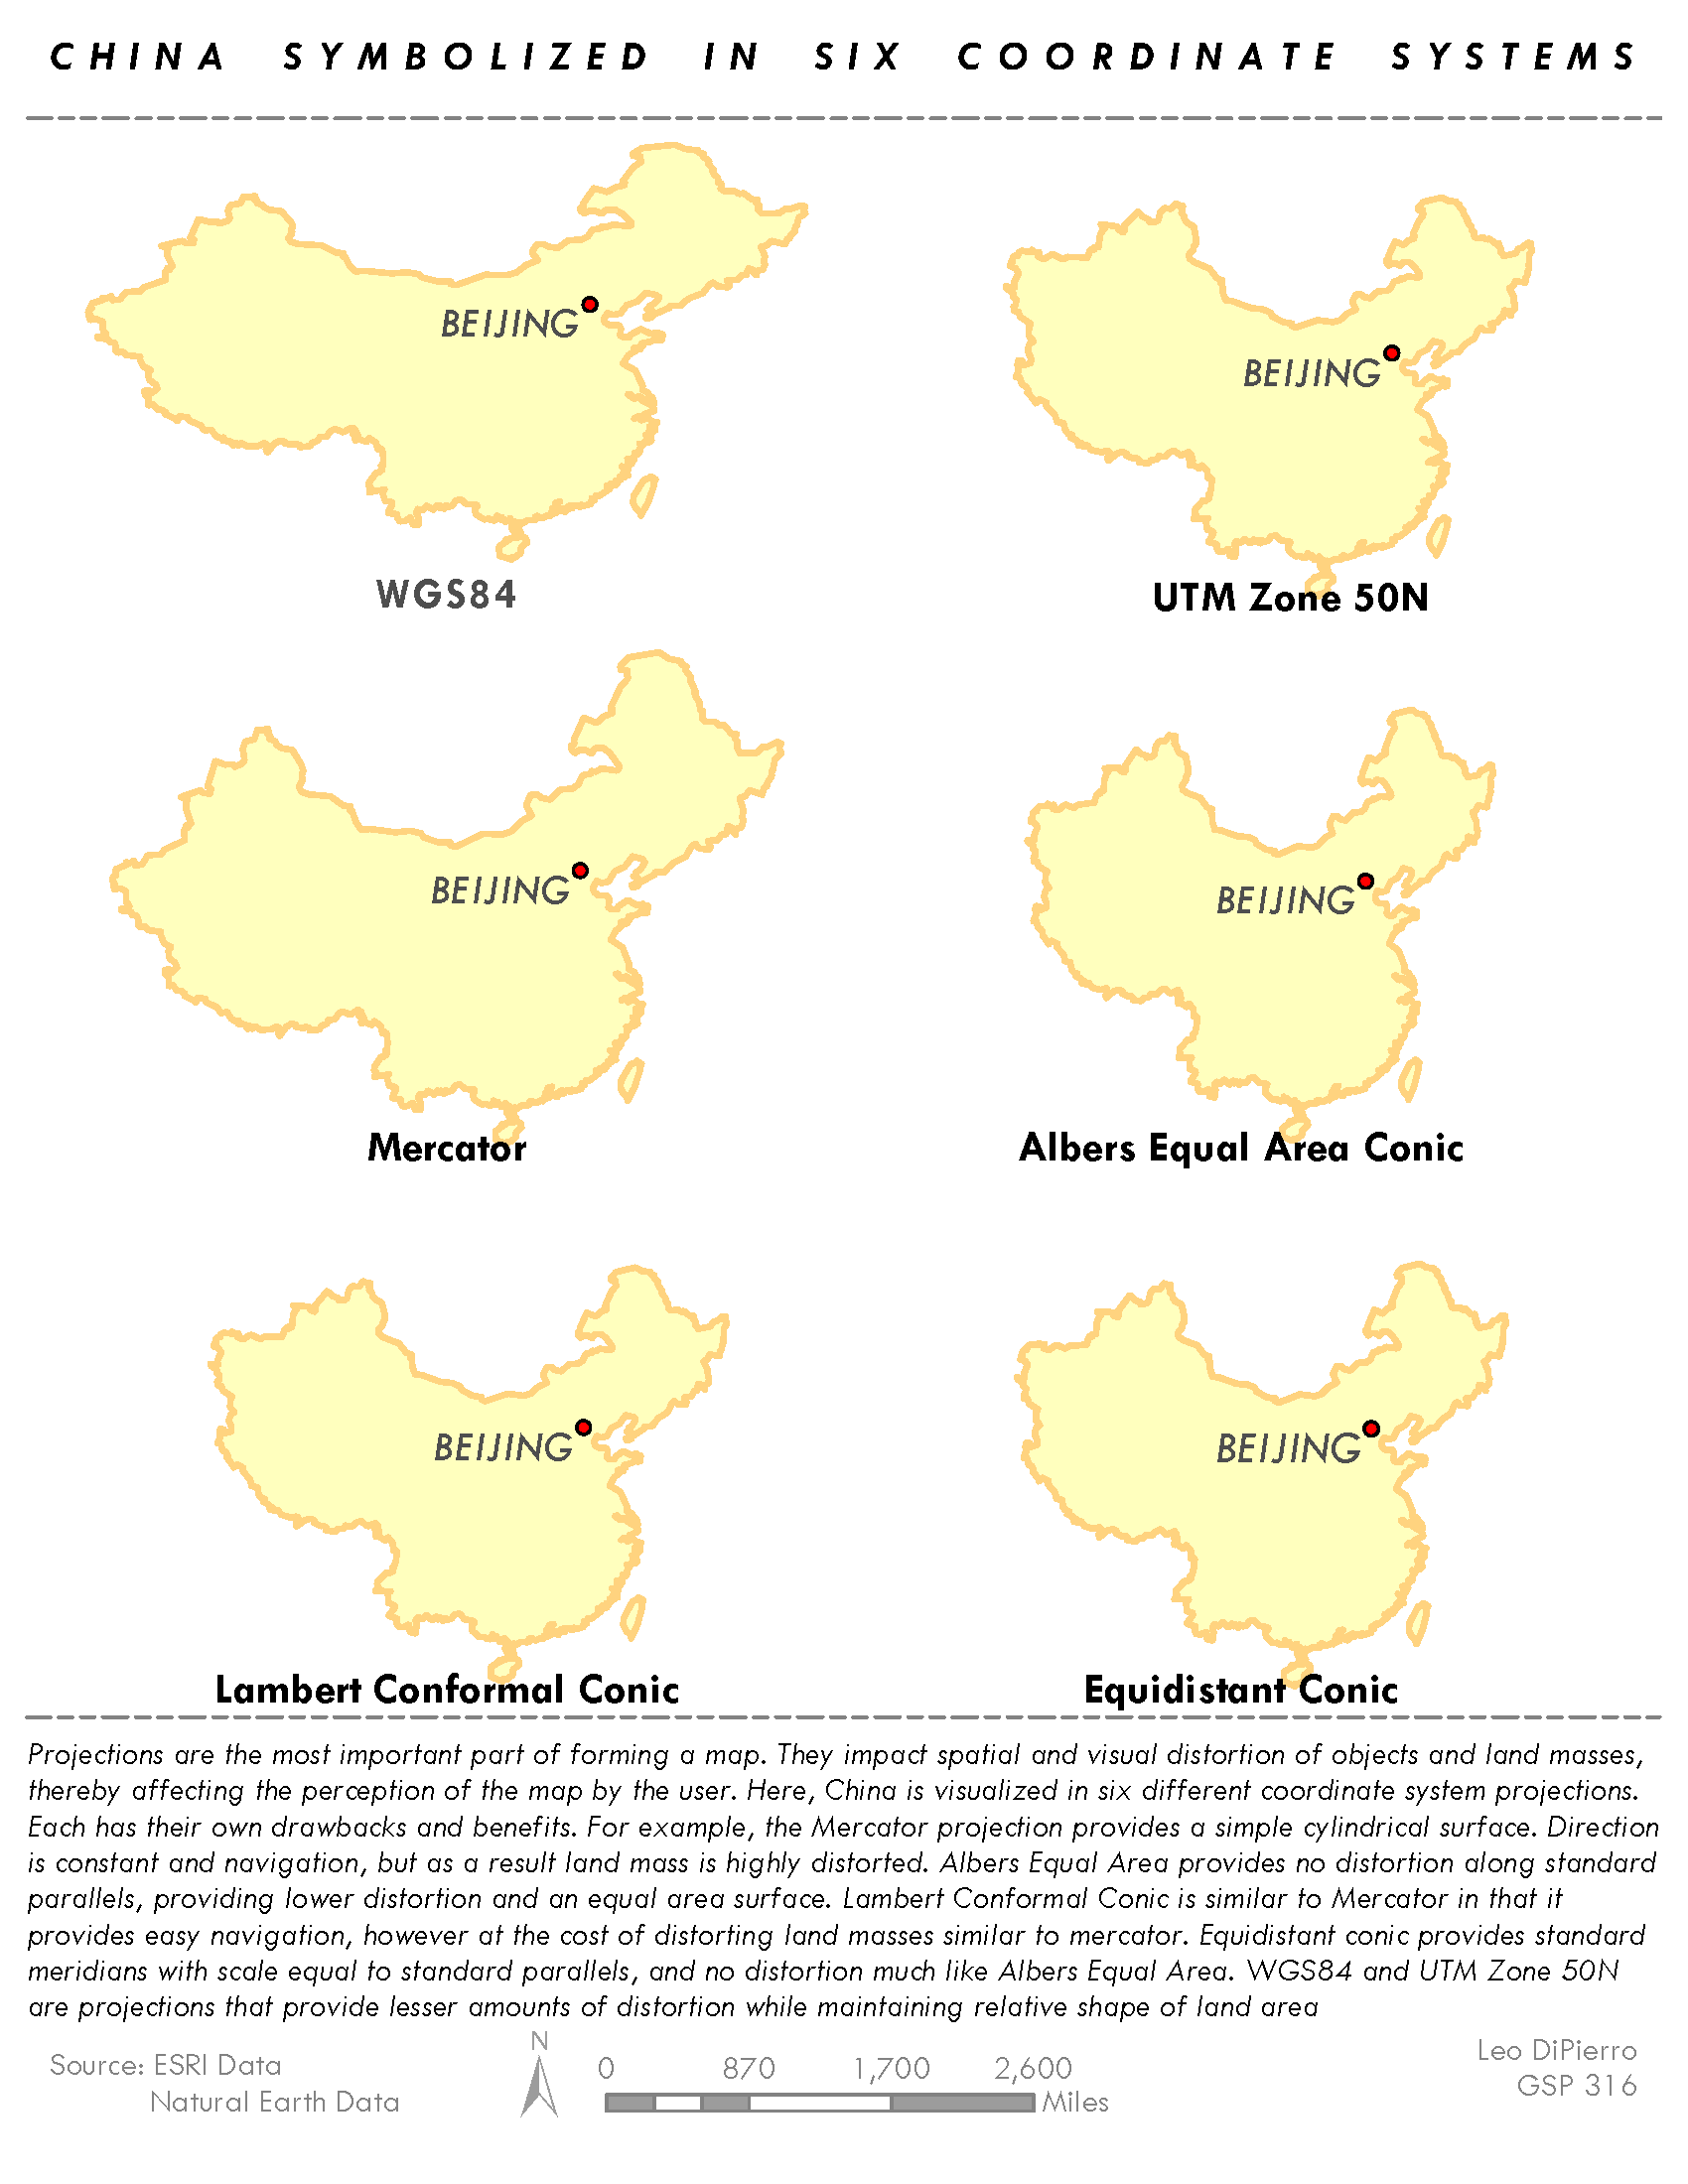 CHINA SYMBOLIZED IN SIX COORDINATE SYSTEMS
BEIJING
WGS84
BEIJING
UTM Zone 50N
BEIJING
Mercator
BEIJING
Albers Equal Area Conic
BEIJING
Lambert Conformal Conic
BEIJING
Equidistant Conic
Projections are the most important part of forming a map. They impact spatial and visual distortion of objects and land masses,
thereby affecting the perception of the map by the user. Here, China is visualized in six different coordinate system projections.
Each has their own drawbacks and benefits. For example, the Mercator projection provides a simple cylindrical surface. Direction
is constant and navigation, but as a result land mass is highly distorted. Albers Equal Area provides no distortion along standard
parallels, providing lower distortion and an equal area surface. Lambert Conformal Conic is similar to Mercator in that it
provides easy navigation, however at the cost of distorting land masses similar to mercator. Equidistant conic provides standard
meridians with scale equal to standard parallels, and no distortion much like Albers Equal Area. WGS84 and UTM Zone 50N
are projections that provide lesser amounts of distortion while maintaining relative shape of land area
Source: ESRI Data
Natural Earth Data
N
0 870 1,700 2,600
Miles
Leo DiPierro
GSP 316